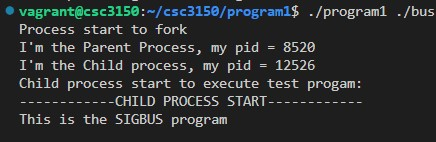 vagrant@csc3150:~/csc3150/program1$ ./program1 ./bus
Process start to fork
I'm the Parent Process, my pid = 8520
I'm the Child process, my pid = 12526
Child process start to execute test progam:
------------CHILD PROCESS START------------
This is the SIGBUS program